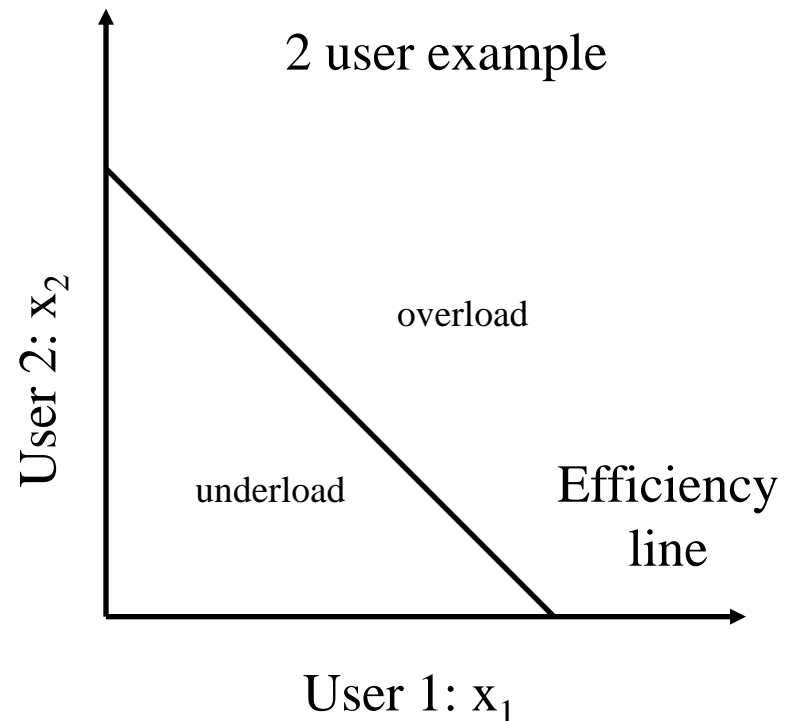 2 user example
User 2: x₂
overload
underload
Efficiency
line
User 1: x₁